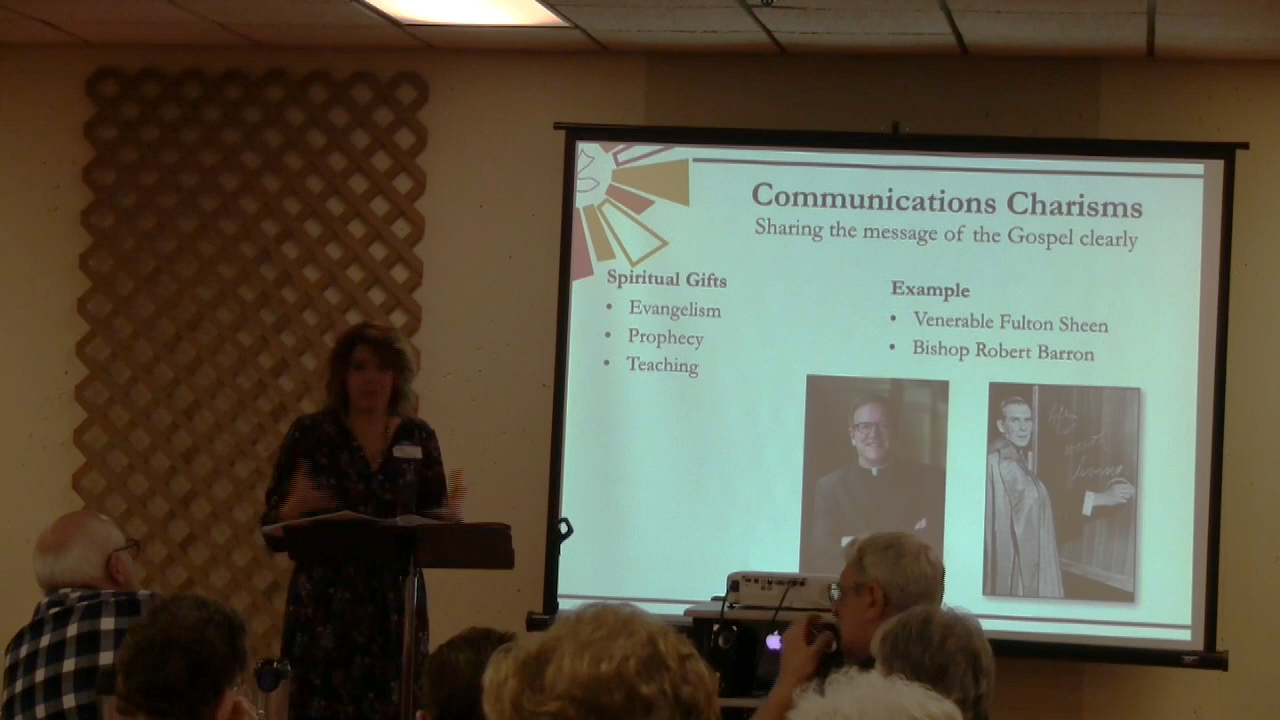 Communications Charisms
Sharing the message of the Gospel clearly
Spiritual Gifts
• Evangelism
• Prophecy
• Teaching
Example
• Venerable Fulton Sheen
• Bishop Robert Barron